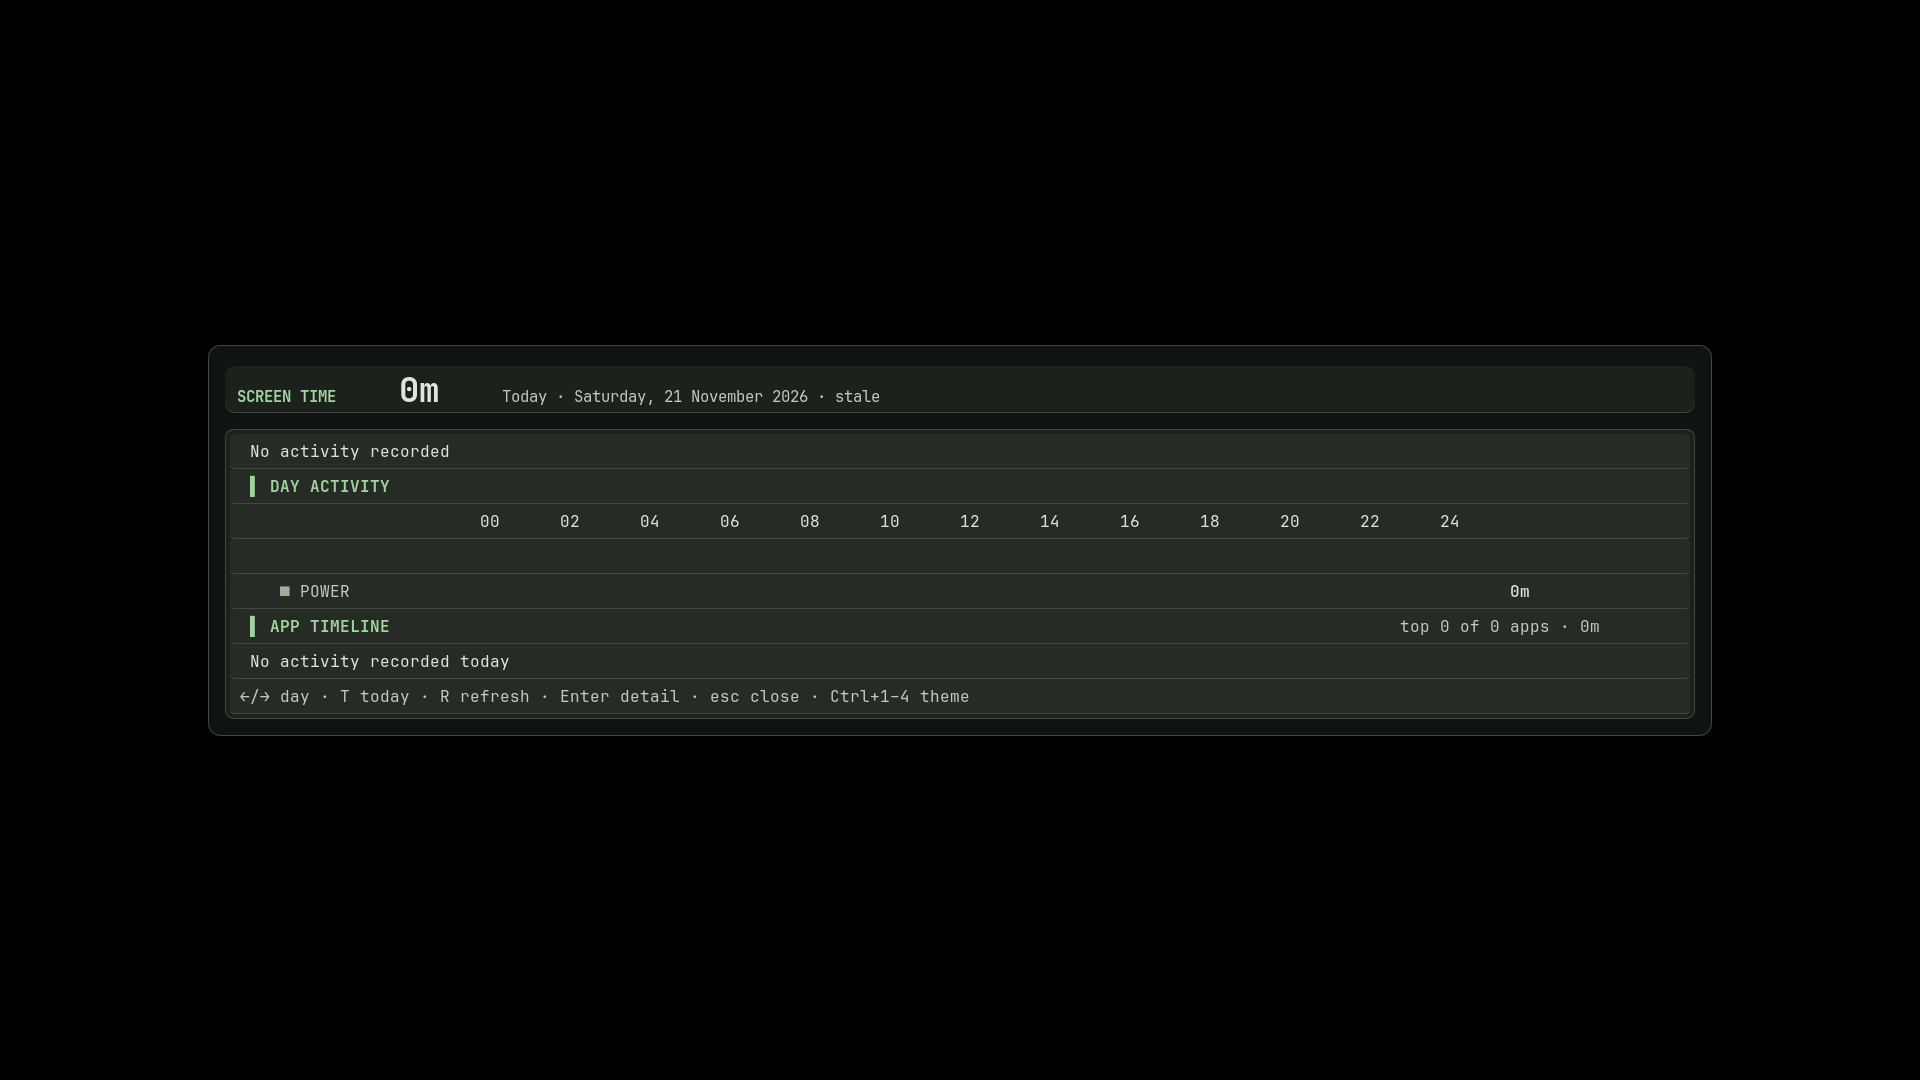 SCREEN TIME 0m Today · Saturday, 21 November 2026 · stale
No activity recorded
DAY ACTIVITY
00 02 04 06 08 10 12 14 16 18 20 22 24
■ POWER 0m
APP TIMELINE top 0 of 0 apps · 0m
No activity recorded today
←/→ day · T today · R refresh · Enter detail · esc close · Ctrl+1–4 theme